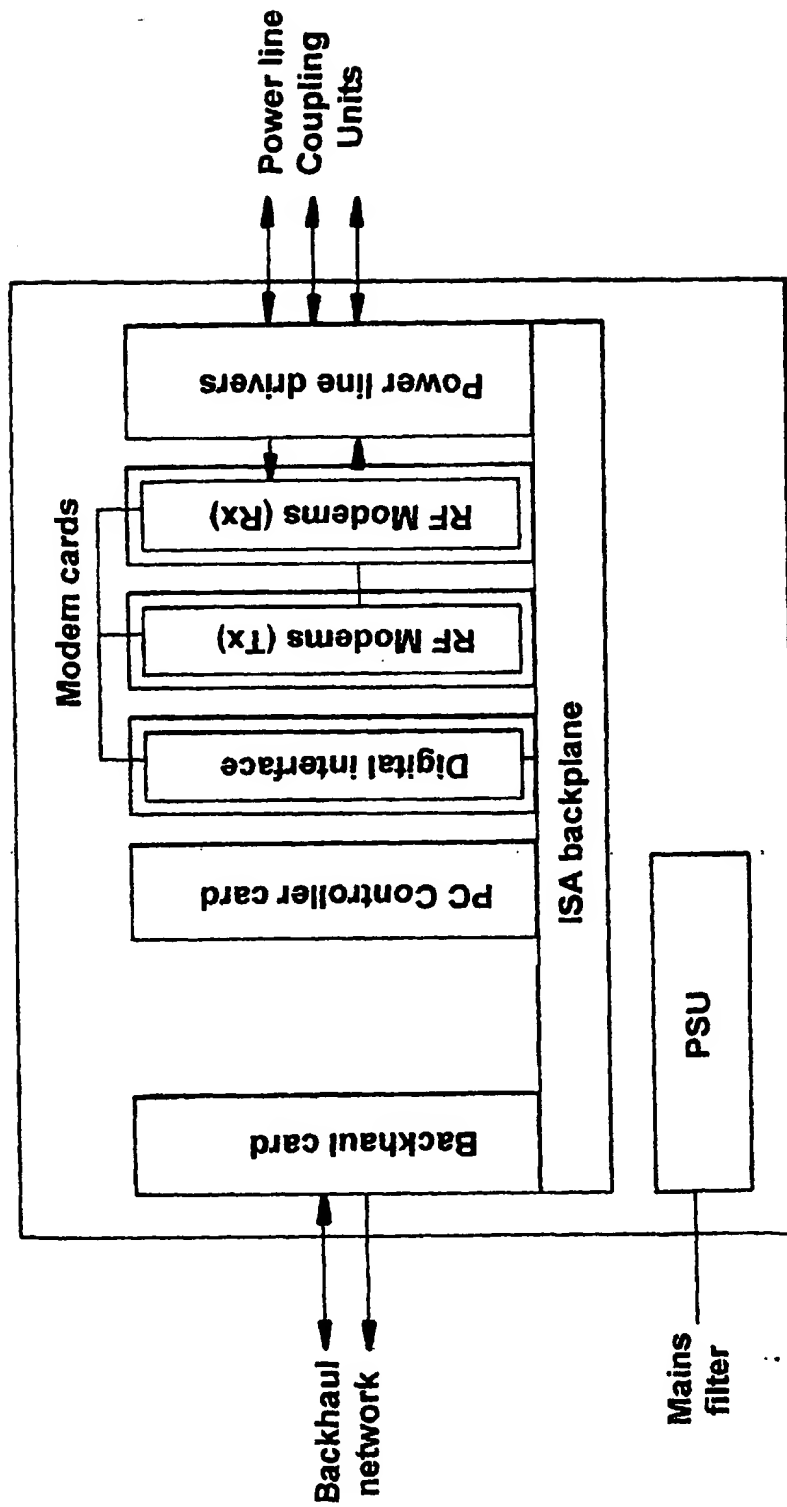 Backhaul
network
Mains
filter
Backhaul card
PC Controller card
Modem cards
Digital interface
RF Modems (Tx)
RF Modems (Rx)
Power line drivers
ISA backplane
PSU
Power line
Coupling
Units